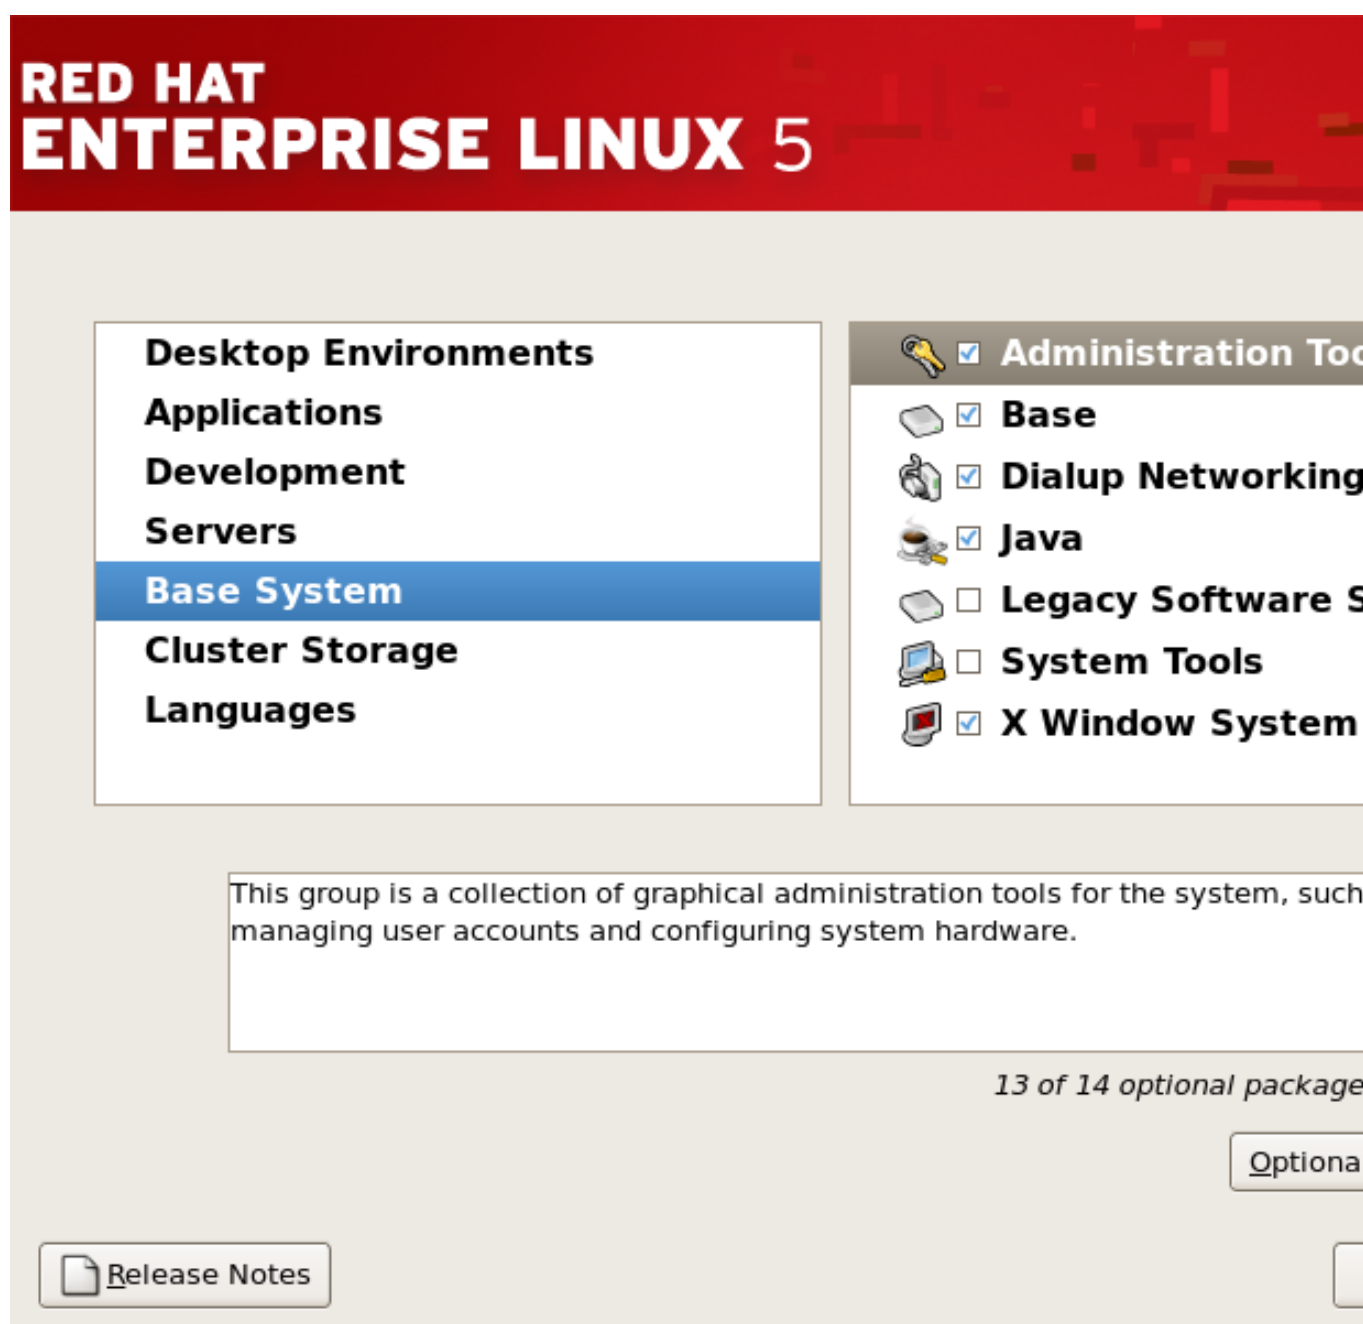 RED HAT
ENTERPRISE LINUX 5
Desktop Environments
Applications
Development
Servers
Base System
Cluster Storage
Languages
Administration
Base
Dialup Networking
Java
Legacy Software
System Tools
X Window System
This group is a collection of graphical administration tools for the system, such
managing user accounts and configuring system hardware.
13 of 14 optional package
Optiona
Release Notes